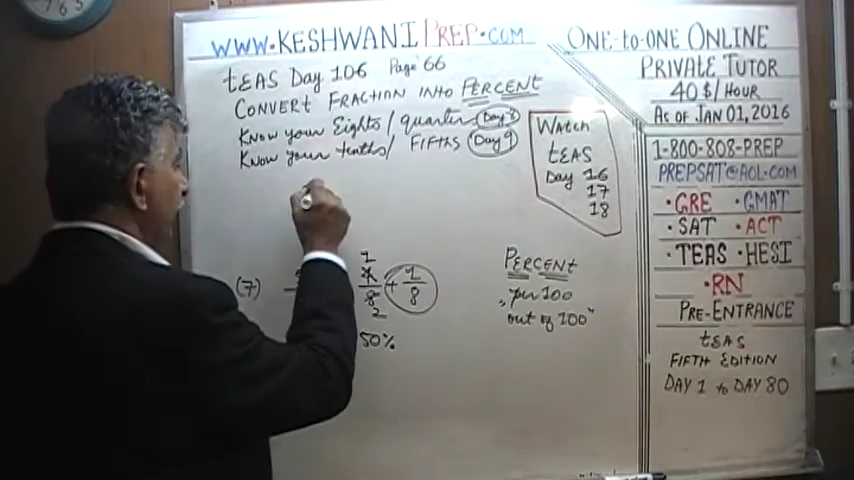 WWW.KESHWANIPREP.COM
tEAS Day 106 Page 66
CONVERT FRACTION INTO PERCENT
KNOW YOUR Eights/ quarters Day 8
KNOW YOUR tenths/ FIFTHS Day 9
WATCH
tEAS
Day 16
17
18
(7)
1
4 1
8 + 8
2
50%
PERCENT
"per 100
out of 100"
ONE-to-ONE ONLINE
PRIVATE TUTOR
40 $/HOUR
AS OF JAN 01, 2016
1-800-808-PREP
PREPSAT@AOL.COM
•GRE •GMAT
•SAT •ACT
•TEAS •HESI
•RN
PRE-ENTRANCE
tEAS
FIFTH EDITION
DAY 1 to DAY 80